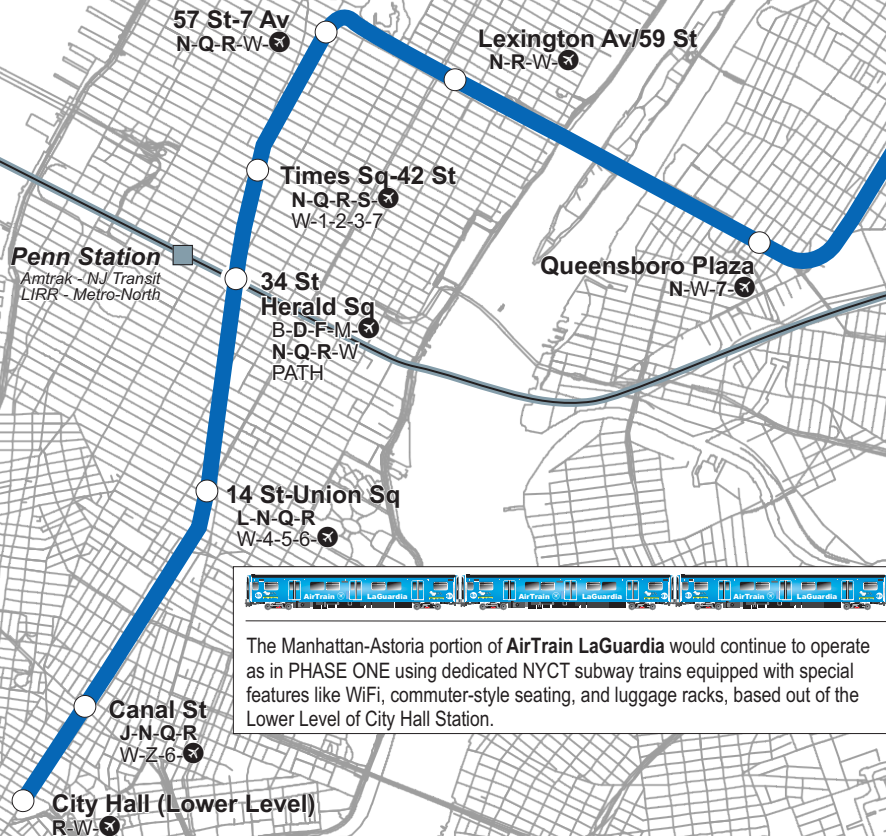 57 St-7 Av
N-Q-R-W-
Lexington Av/59 St
N-R-W-
Times Sq-42 St
N-Q-R-S-
W-1-2-3-7
Penn Station
Amtrak - NJ Transit
LIRR - Metro-North
34 St
Herald Sq
B-D-F-M-
N-Q-R-W
PATH
Queensboro Plaza
N-W-7-
14 St-Union Sq
L-N-Q-R
W-4-5-6-
AirTrain LaGuardia AirTrain LaGuardia AirTrain LaGuardia
The Manhattan-Astoria portion of AirTrain LaGuardia would continue to operate
as in PHASE ONE using dedicated NYCT subway trains equipped with special
features like WiFi, commuter-style seating, and luggage racks, based out of the
Lower Level of City Hall Station.
Canal St
J-N-Q-R
W-Z-6-
City Hall (Lower Level)
R-W-